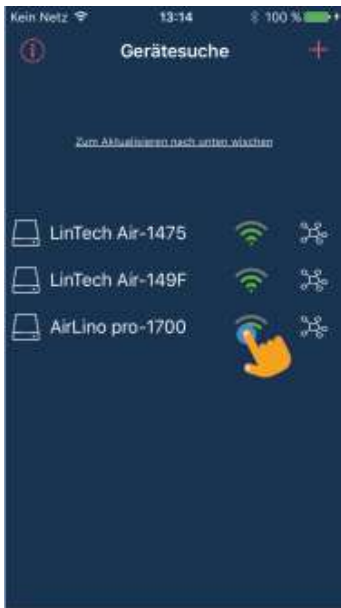 Kein Netz 13:14 100 %
Gerätesuche
Zum Aktualisieren nach unten wischen
LinTech Air-1475
LinTech Air-149F
AirLino pro-1700